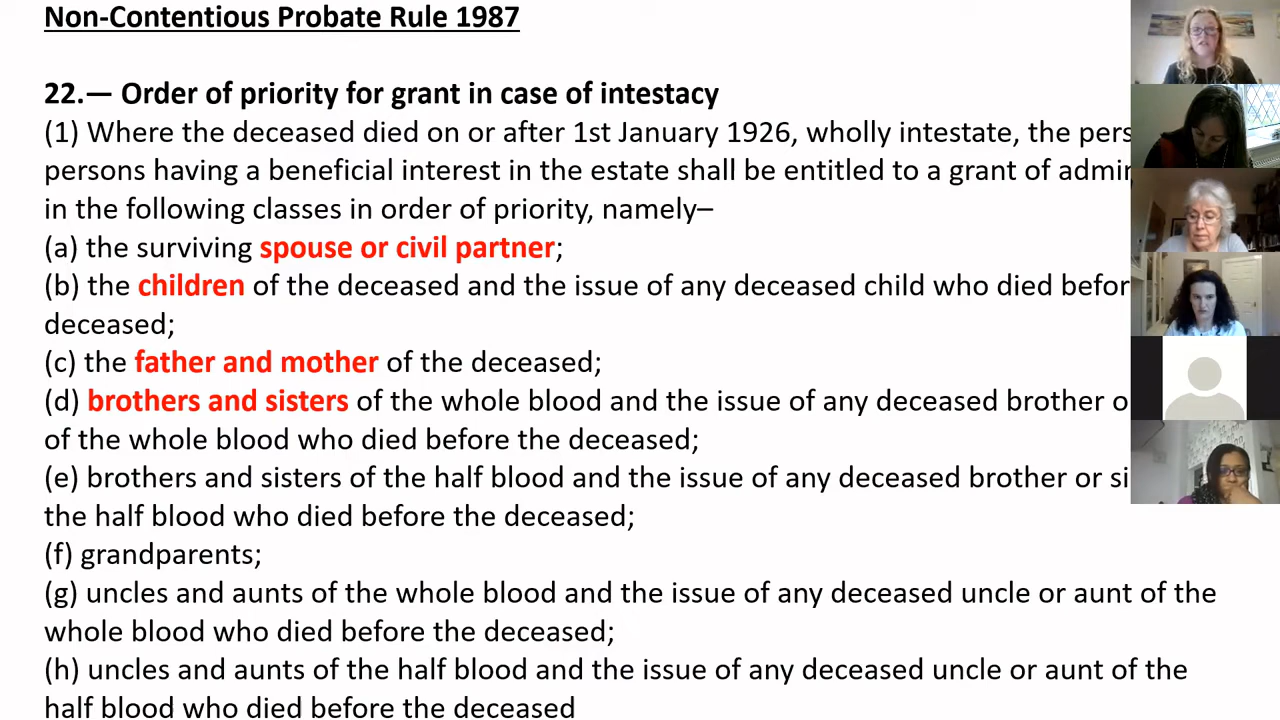 Non-Contentious Probate Rule 1987
22.— Order of priority for grant in case of intestacy
(1) Where the deceased died on or after 1st January 1926, wholly intestate, the
persons having a beneficial interest in the estate shall be entitled to a grant of
in the following classes in order of priority, namely–
(a) the surviving spouse or civil partner;
(b) the children of the deceased and the issue of any deceased child who died
deceased;
(c) the father and mother of the deceased;
(d) brothers and sisters of the whole blood and the issue of any deceased brother
of the whole blood who died before the deceased;
(e) brothers and sisters of the half blood and the issue of any deceased brother or
the half blood who died before the deceased;
(f) grandparents;
(g) uncles and aunts of the whole blood and the issue of any deceased uncle or aunt of the
whole blood who died before the deceased;
(h) uncles and aunts of the half blood and the issue of any deceased uncle or aunt of the
half blood who died before the deceased